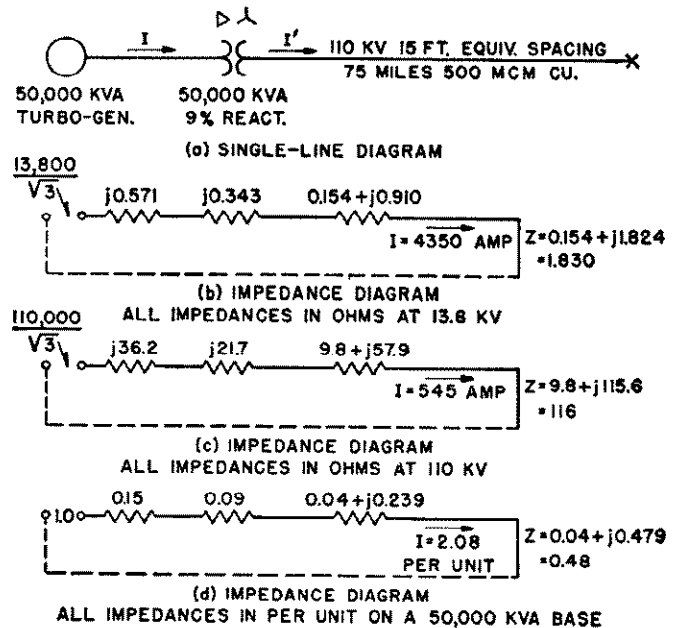 Δ Y
I I' 110 KV 15 FT. EQUIV. SPACING
75 MILES 500 MCM CU.
50,000 KVA
TURBO-GEN.
50,000 KVA
9% REACT.
(a) SINGLE-LINE DIAGRAM
13,800
√3
j0.571 j0.343 0.154+j0.910
I=4350 AMP
Z=0.154+j1.824
=1.830
(b) IMPEDANCE DIAGRAM
ALL IMPEDANCES IN OHMS AT 13.8 KV
110,000
√3
j36.2 j21.7 9.8+j57.9
I=545 AMP
Z=9.8+j115.6
=116
(c) IMPEDANCE DIAGRAM
ALL IMPEDANCES IN OHMS AT 110 KV
1.0 0.15 0.09 0.04+j0.239
I=2.08
PER UNIT
Z=0.04+j0.479
=0.48
(d) IMPEDANCE DIAGRAM
ALL IMPEDANCES IN PER UNIT ON A 50,000 KVA BASE